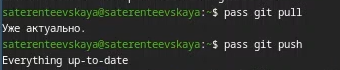 saterenteevskaya@saterenteevskaya:~$ pass git pull
Уже актуально.
saterenteevskaya@saterenteevskaya:~$ pass git push
Everything up-to-date